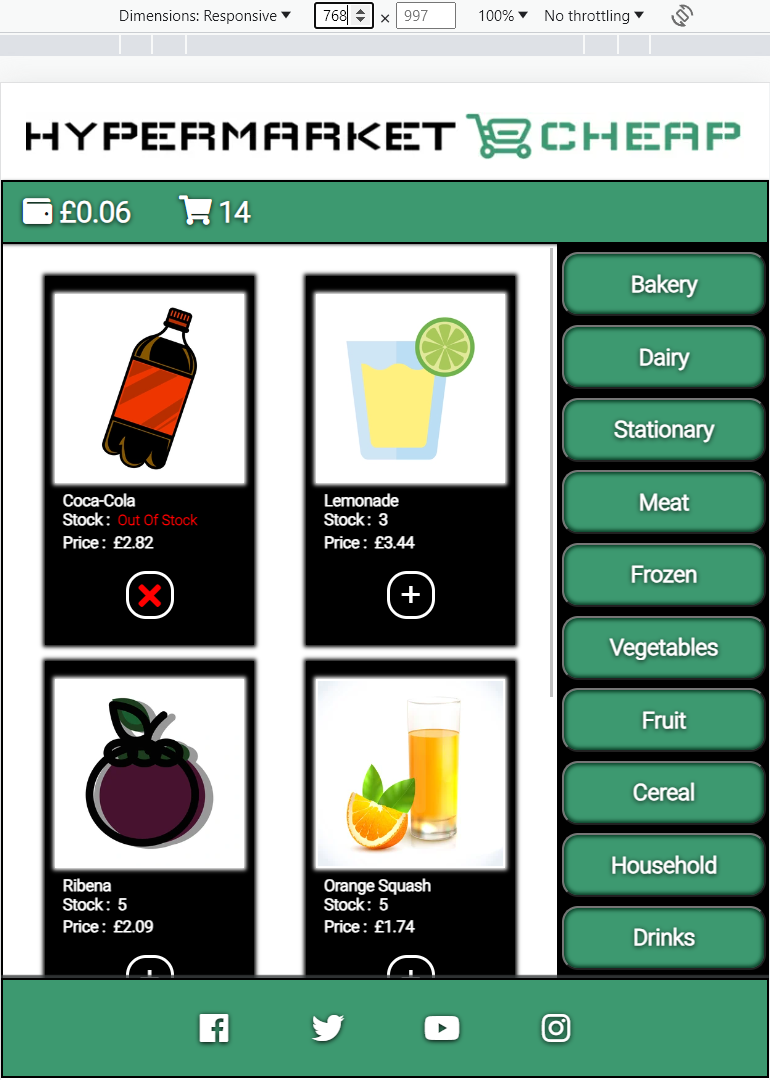 Dimensions: Responsive ▼ 768 × 997 100% ▼ No throttling ▼
HYPERMARKET CHEAP
£0.06 14
Coca-Cola
Stock : Out Of Stock
Price : £2.82
Lemonade
Stock : 3
Price : £3.44
Ribena
Stock : 5
Price : £2.09
Orange Squash
Stock : 5
Price : £1.74
Bakery
Dairy
Stationary
Meat
Frozen
Vegetables
Fruit
Cereal
Household
Drinks